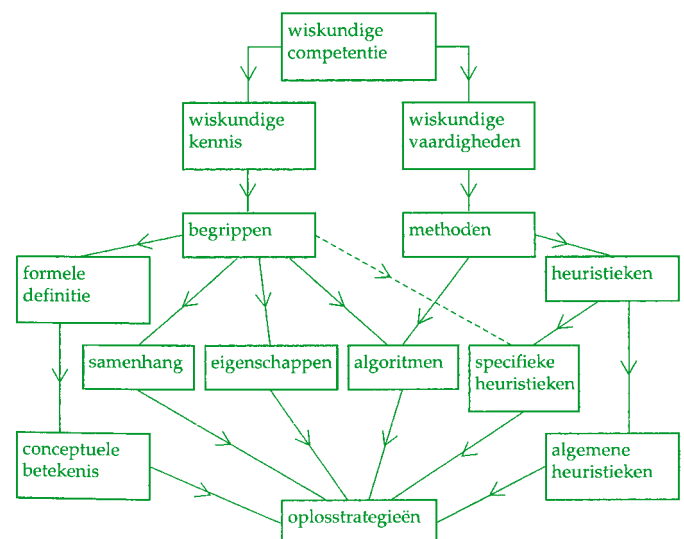 wiskundige
competentie
wiskundige
kennis
wiskundige
vaardigheden
begrippen
methoden
formele
definitie
heuristieken
samenhang
eigenschappen
algoritmen
specifieke
heuristieken
conceptuele
betekenis
algemene
heuristieken
oplosstrategieën